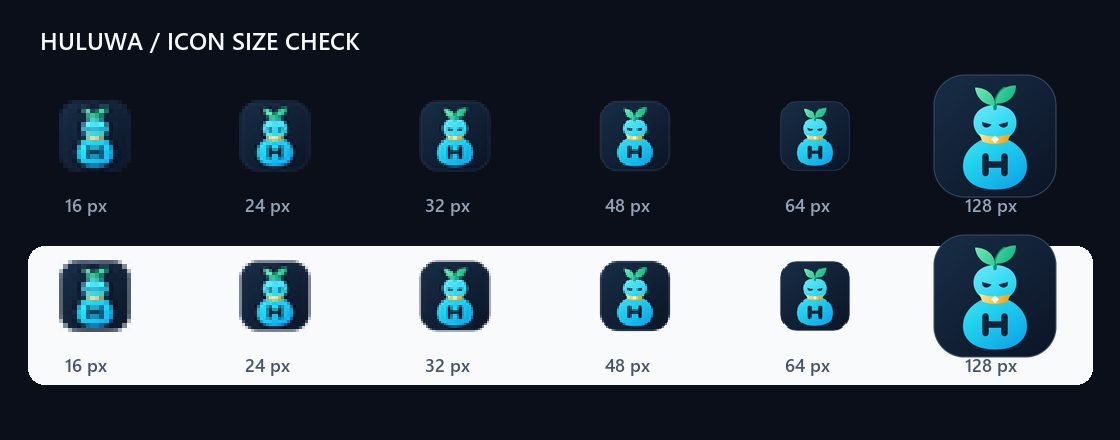 HULUWA / ICON SIZE CHECK
H H H H H H
16 px 24 px 32 px 48 px 64 px 128 px
H H H H H H
16 px 24 px 32 px 48 px 64 px 128 px